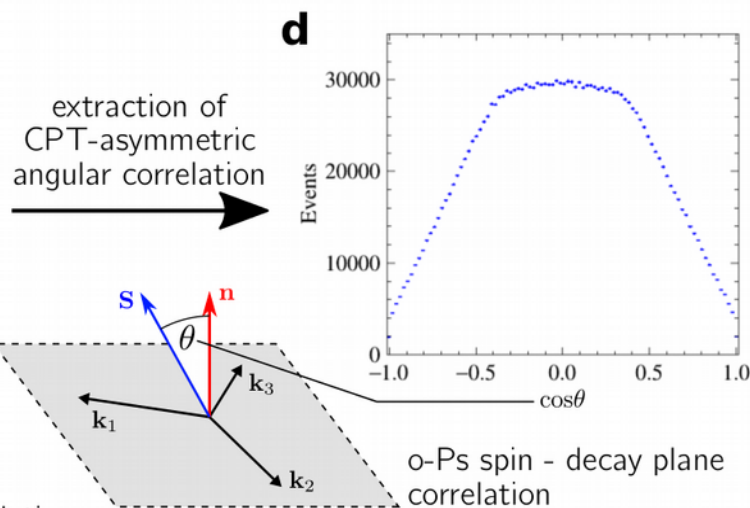 d
extraction of
CPT-asymmetric
angular correlation
Events
30000
20000
10000
0
−1.0 −0.5 0.0 0.5 1.0
cosθ
S
n
θ
k₃
k₁
k₂
o-Ps spin - decay plane
correlation